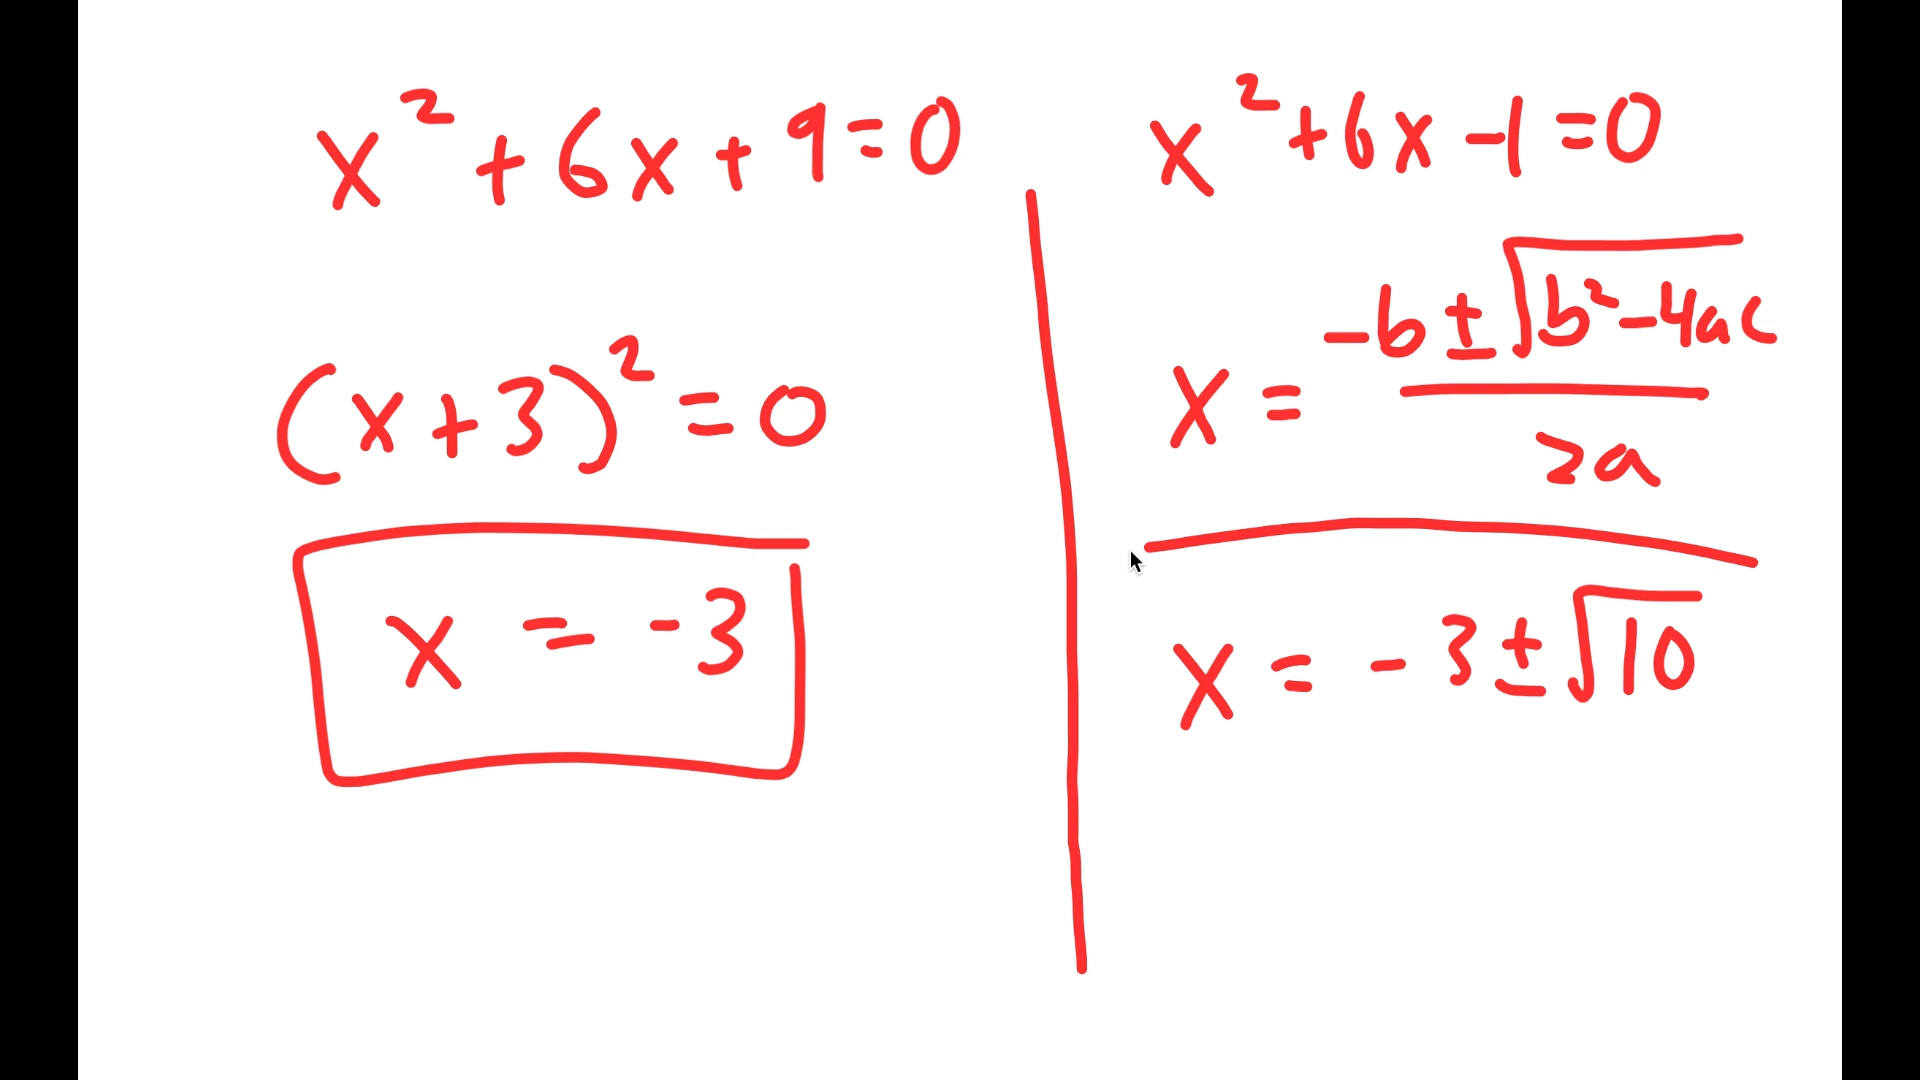 x² + 6x + 9 = 0
(x + 3)² = 0
x = -3
x² + 6x - 1 = 0
x = (-b ± √(b² - 4ac)) / 2a
x = -3 ± √10